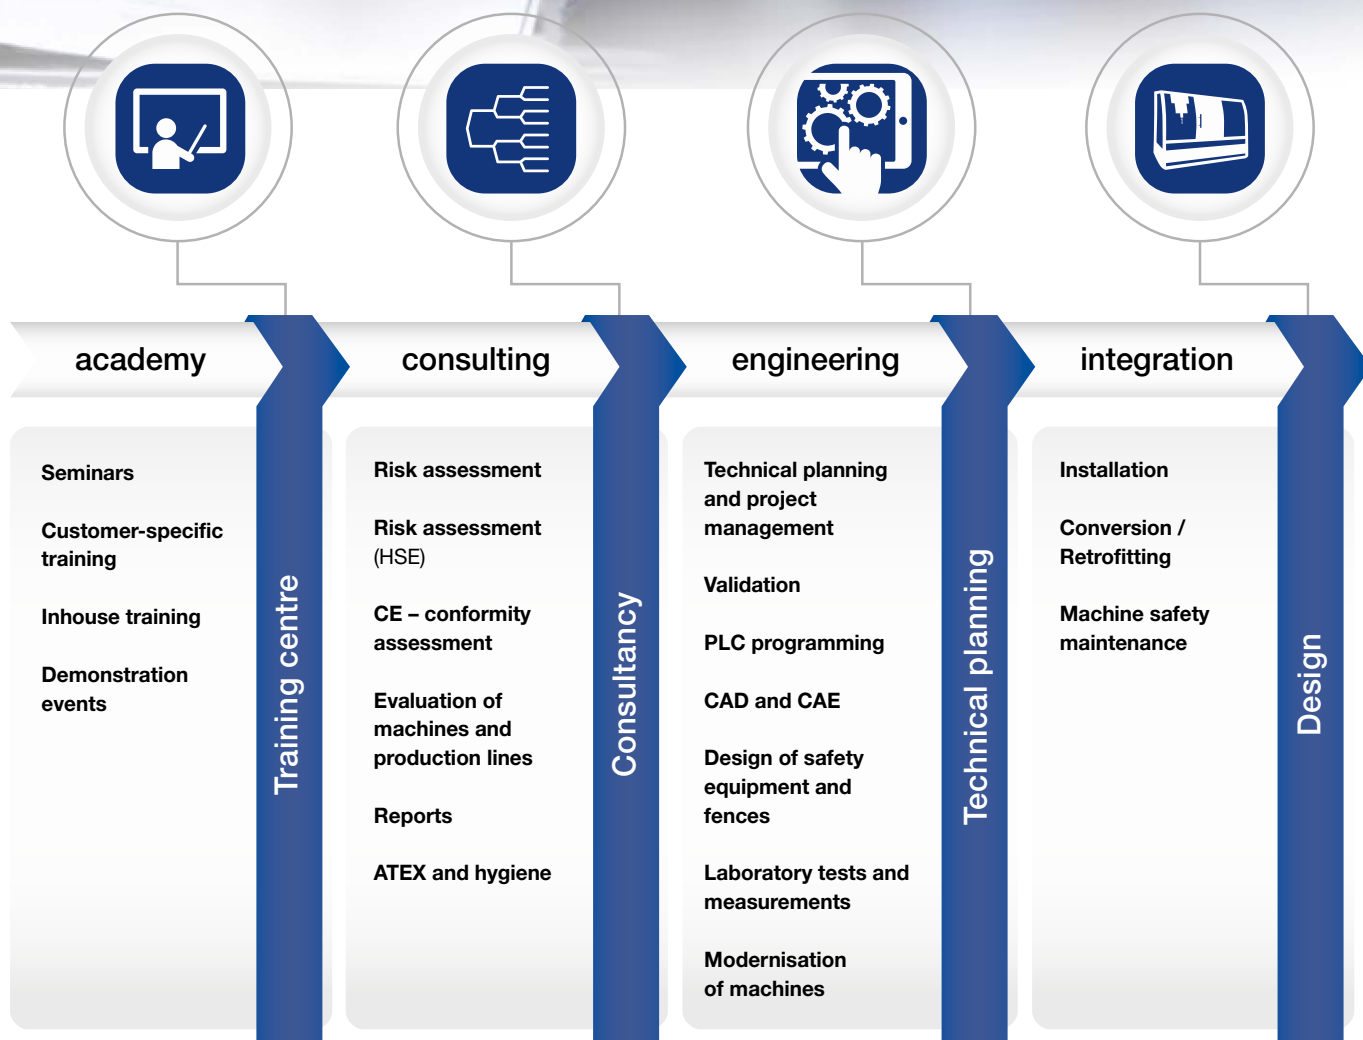 academy
consulting
engineering
integration
Seminars
Customer-specific
training
Inhouse training
Demonstration
events
Training centre
Risk assessment
Risk assessment
(HSE)
CE – conformity
assessment
Evaluation of
machines and
production lines
Reports
ATEX and hygiene
Consultancy
Technical planning
and project
management
Validation
PLC programming
CAD and CAE
Design of safety
equipment and
fences
Laboratory tests and
measurements
Modernisation
of machines
Technical planning
Installation
Conversion /
Retrofitting
Machine safety
maintenance
Design